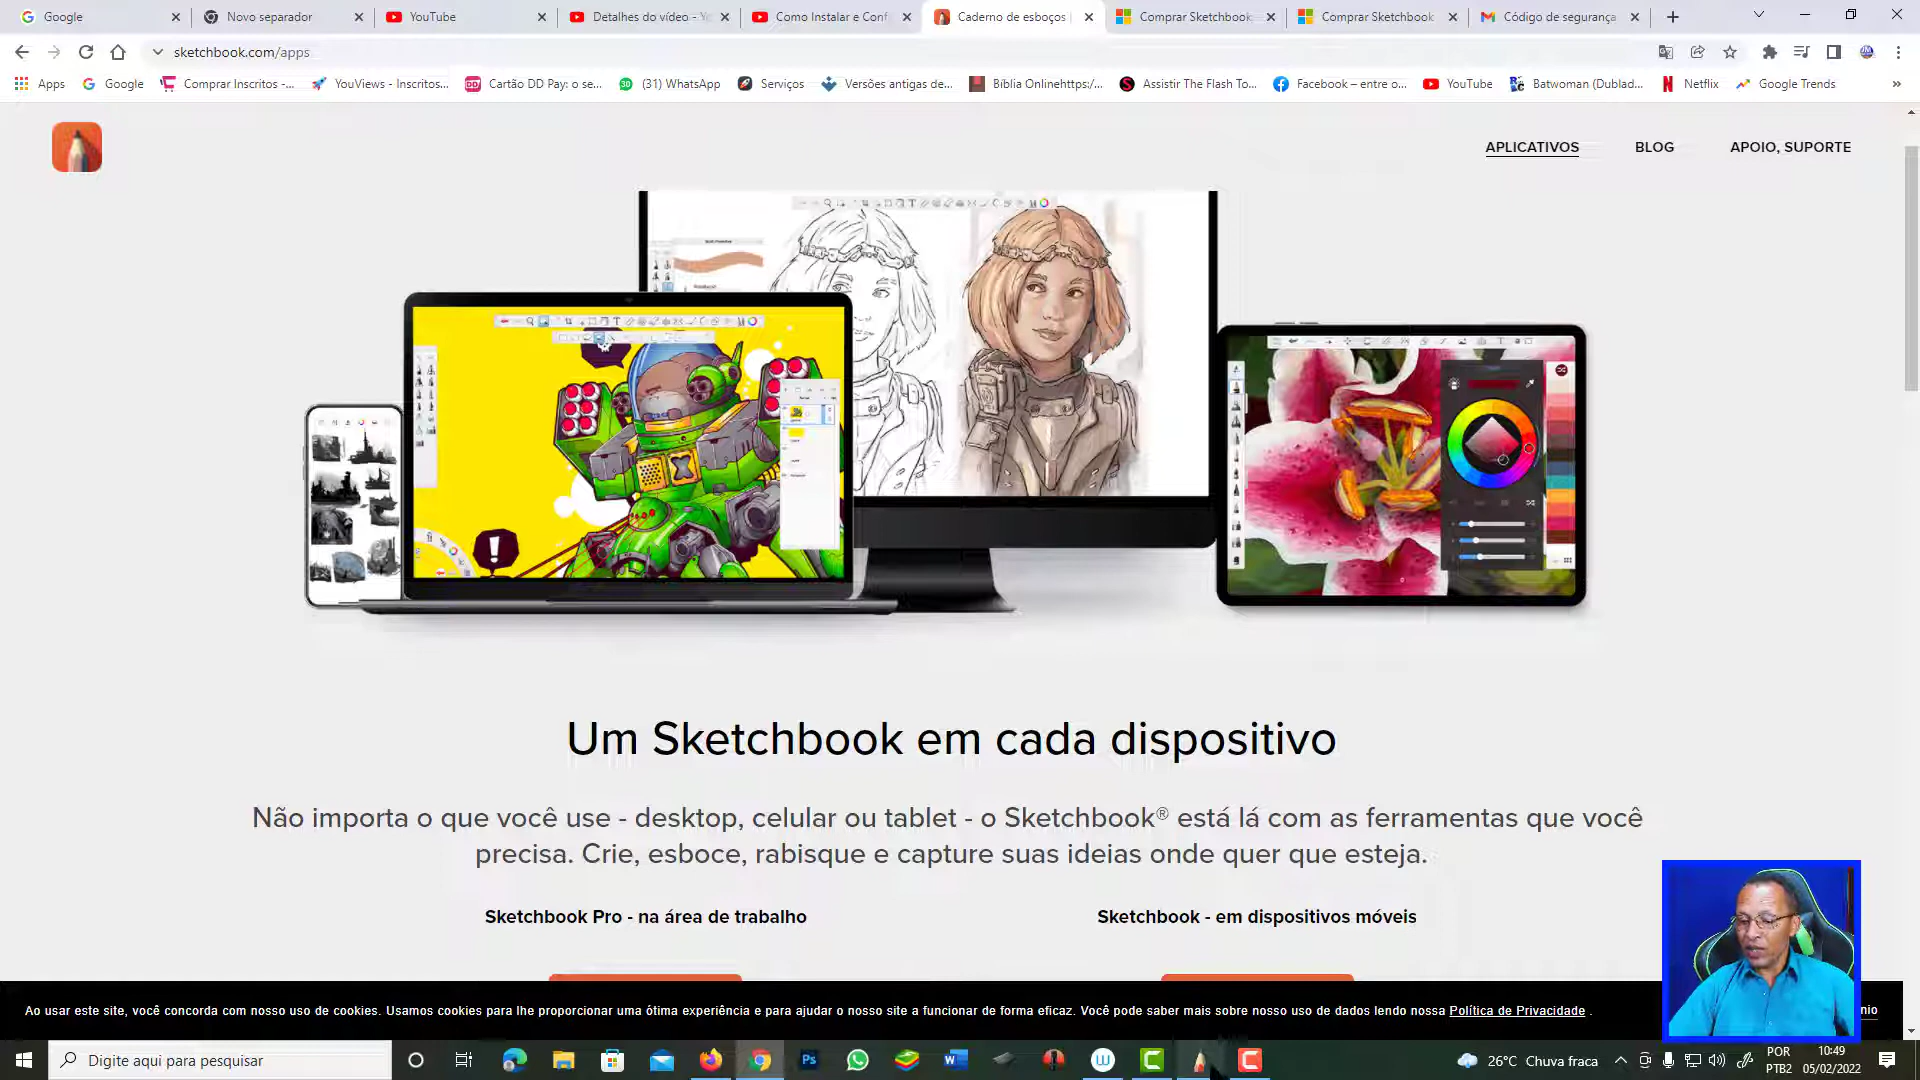 Google
Novo separador
YouTube
Detalhes do vídeo - Yo
Como Instalar e Conf
Caderno de esboços |
Comprar Sketchbook
Comprar Sketchbook
Código de segurança
sketchbook.com/apps
Apps
Google
Comprar Inscritos -...
YouViews - Inscritos...
Cartão DD Pay: o se...
(31) WhatsApp
Serviços
Versões antigas de...
Bíblia Onlinehttps:/...
Assistir The Flash To...
Facebook – entre o...
YouTube
Batwoman (Dublad...
Netflix
Google Trends
»
APLICATIVOS
BLOG
APOIO, SUPORTE
Um Sketchbook em cada dispositivo
Não importa o que você use - desktop, celular ou tablet - o Sketchbook® está lá com as ferramentas que você
precisa. Crie, esboce, rabisque e capture suas ideias onde quer que esteja.
Sketchbook Pro - na área de trabalho
Sketchbook - em dispositivos móveis
Ao usar este site, você concorda com nosso uso de cookies. Usamos cookies para lhe proporcionar uma ótima experiência e para ajudar o nosso site a funcionar de forma eficaz. Você pode saber mais sobre nosso uso de dados lendo nossa Política de Privacidade .
nio
Digite aqui para pesquisar
26°C Chuva fraca
POR
PTB2
10:49
05/02/2022